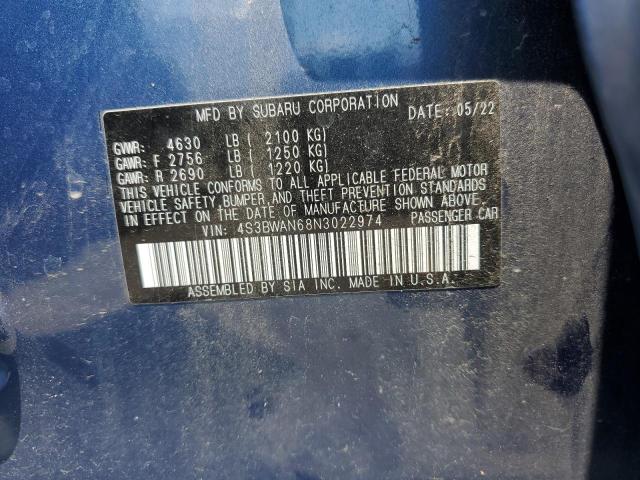 MFD BY SUBARU CORPORATION DATE: 05/22
GVWR: 4630 LB ( 2100 KG)
GAWR: F 2756 LB ( 1250 KG)
GAWR: R 2690 LB ( 1220 KG)
THIS VEHICLE CONFORMS TO ALL APPLICABLE FEDERAL MOTOR
VEHICLE SAFETY, BUMPER, AND THEFT PREVENTION STANDARDS
IN EFFECT ON THE DATE OF MANUFACTURE SHOWN ABOVE.
VIN: 4S3BWAN68N3022974 PASSENGER CAR
ASSEMBLED BY SIA INC. MADE IN U.S.A.